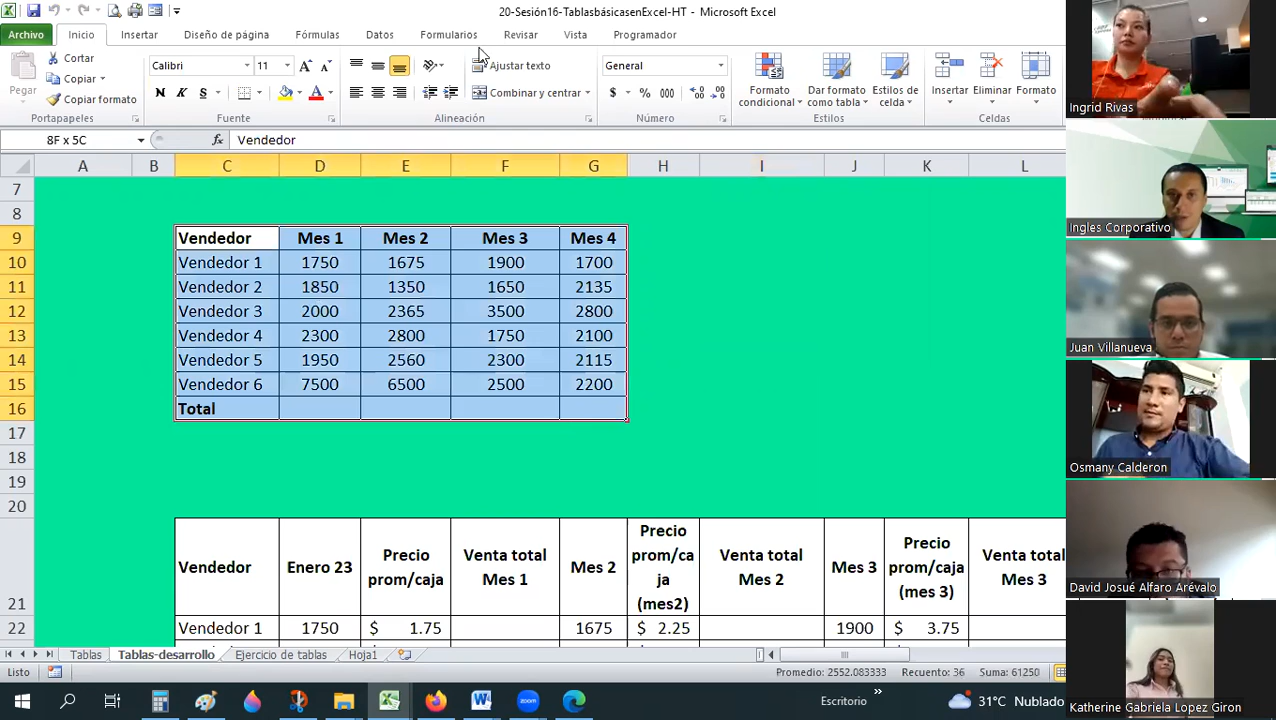 20-Sesión16-TablasbásicasenExcel-HT - Microsoft Excel
Archivo Inicio Insertar Diseño de página Fórmulas Datos Formularios Revisar Vista Programador
Pegar Cortar Copiar Copiar formato
Calibri 11
N K S
Ajustar texto
Combinar y centrar
General
$ % 000
Formato condicional Dar formato como tabla Estilos de celda Insertar Eliminar Formato
Portapapeles Fuente Alineación Número Estilos Celdas
8F x 5C fx Vendedor
A B C D E F G H I J K L
7
8
9 Vendedor Mes 1 Mes 2 Mes 3 Mes 4
10 Vendedor 1 1750 1675 1900 1700
11 Vendedor 2 1850 1350 1650 2135
12 Vendedor 3 2000 2365 3500 2800
13 Vendedor 4 2300 2800 1750 2100
14 Vendedor 5 1950 2560 2300 2115
15 Vendedor 6 7500 6500 2500 2200
16 Total
17
18
19
20
21 Vendedor Enero 23 Precio prom/caja Venta total Mes 1 Mes 2 Precio prom/ca ja (mes2) Venta total Mes 2 Mes 3 Precio prom/caja (mes 3) Venta total Mes 3
22 Vendedor 1 1750 $ 1.75 1675 $ 2.25 1900 $ 3.75
Tablas Tablas-desarrollo Ejercicio de tablas Hoja1
Listo Promedio: 2552.083333 Recuento: 36 Suma: 61250
Escritorio » 31°C Nublado
zoom
Ingrid Rivas
Ingles Corporativo
Juan Villanueva
Osmany Calderon
David Josué Alfaro Arévalo
Katherine Gabriela Lopez Giron